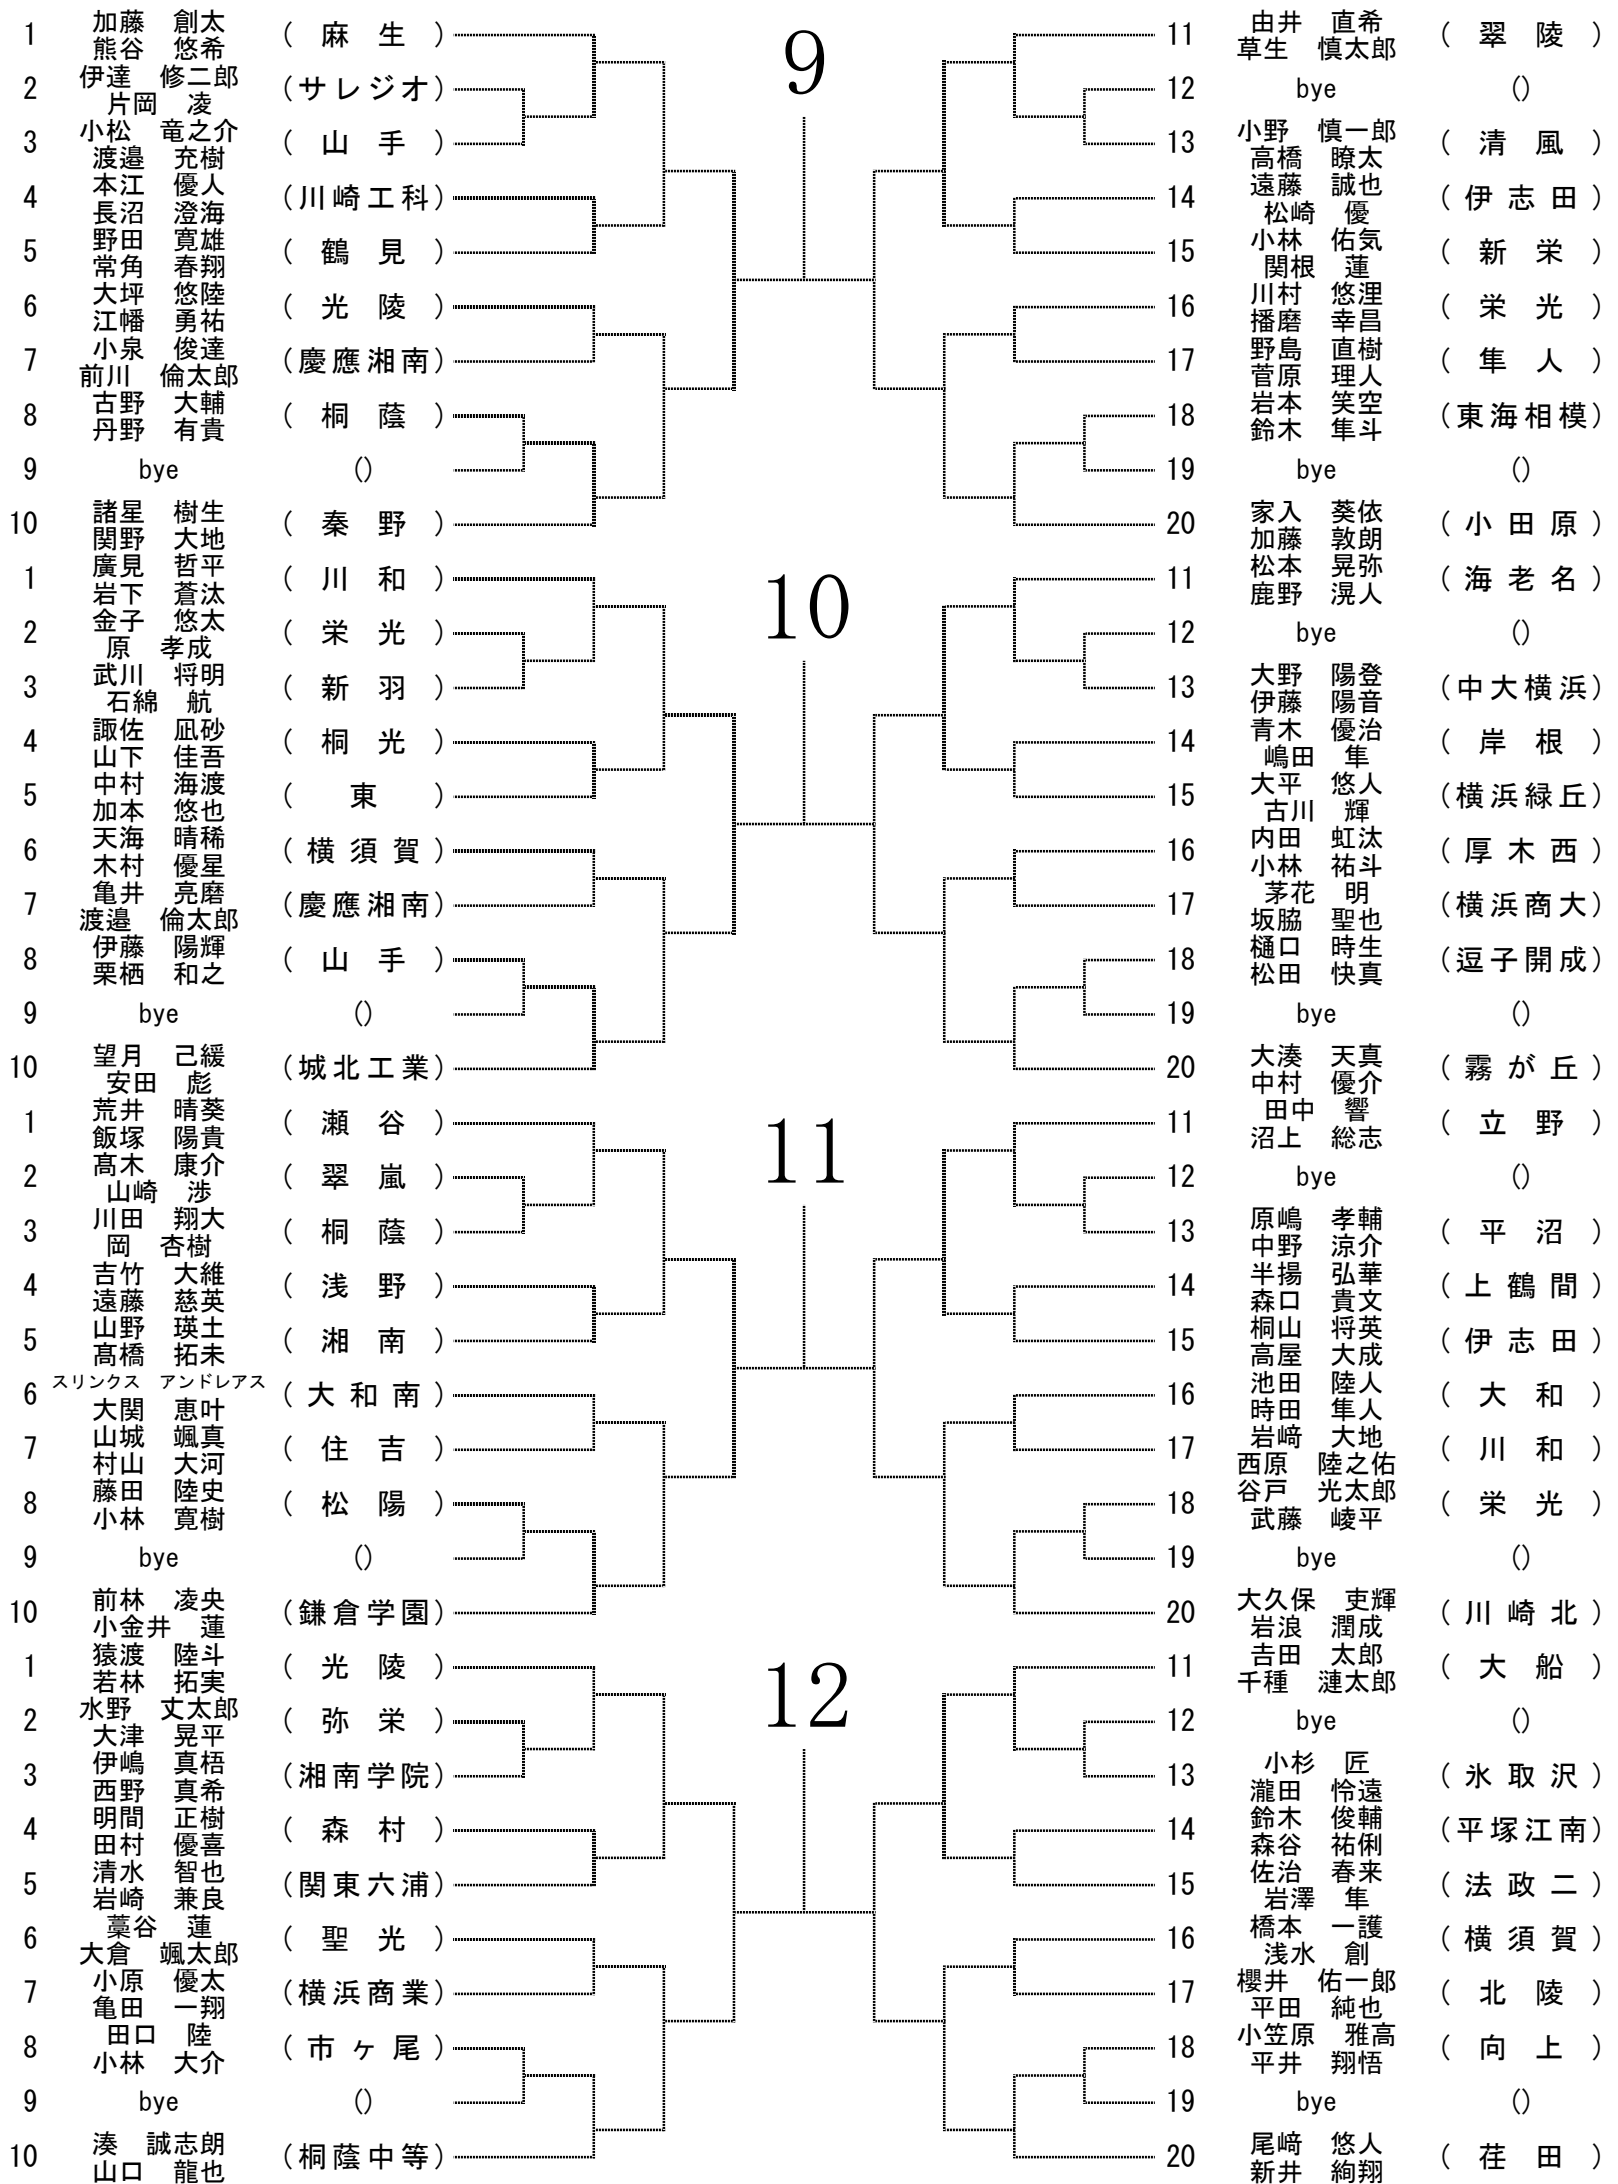 9
1 加藤　創太 熊谷　悠希 （麻生）
2 伊達　修二郎 片岡　凌 （サレジオ）
3 小松　竜之介 渡邉　充樹 （山手）
4 本江　優人 長沼　澄海 （川崎工科）
5 野田　寛雄 常角　春翔 （鶴見）
6 大坪　悠陸 江幡　勇祐 （光陵）
7 小泉　俊達 前川　倫太郎 （慶應湘南）
8 古野　大輔 丹野　有貴 （桐蔭）
9 bye ()
10 諸星　樹生 関野　大地 （秦野）
11 由井　直希 草生　慎太郎 （翠陵）
12 bye ()
13 小野　慎一郎 高橋　瞭太 （清風）
14 遠藤　誠也 松崎　優 （伊志田）
15 小林　佑気 関根　蓮 （新栄）
16 川村　悠浬 播磨　幸昌 （栄光）
17 野島　直樹 菅原　理人 （隼人）
18 岩本　笑空 鈴木　隼斗 （東海相模）
19 bye ()
20 家入　葵依 加藤　敦朗 （小田原）
10
1 廣見　哲平 岩下　蒼汰 （川和）
2 金子　悠太 原　孝成 （栄光）
3 武川　将明 石綿　航 （新羽）
4 諏佐　凪砂 山下　佳吾 （桐光）
5 中村　海渡 加本　悠也 （東）
6 天海　晴稀 木村　優星 （横須賀）
7 亀井　亮磨 渡邉　倫太郎 （慶應湘南）
8 伊藤　陽輝 栗栖　和之 （山手）
9 bye ()
10 望月　己緩 安田　彪 （城北工業）
11 松本　晃弥 鹿野　滉人 （海老名）
12 bye ()
13 大野　陽登 伊藤　陽音 （中大横浜）
14 青木　優治 嶋田　隼 （岸根）
15 大平　悠人 古川　輝 （横浜緑丘）
16 内田　虹汰 小林　祐斗 （厚木西）
17 茅花　明 坂脇　聖也 （横浜商大）
18 樋口　時生 松田　快真 （逗子開成）
19 bye ()
20 大湊　天真 中村　優介 （霧が丘）
11
1 荒井　晴葵 飯塚　陽貴 （瀬谷）
2 髙木　康介 山崎　渉 （翠嵐）
3 川田　翔大 岡　杏樹 （桐蔭）
4 吉竹　大維 遠藤　慈英 （浅野）
5 山野　瑛土 髙橋　拓未 （湘南）
6 スリンクス　アンドレアス 大関　恵叶 （大和南）
7 山城　颯真 村山　大河 （住吉）
8 藤田　陸史 小林　寛樹 （松陽）
9 bye ()
10 前林　凌央 小金井　蓮 （鎌倉学園）
11 田中　響 沼上　総志 （立野）
12 bye ()
13 原嶋　孝輔 中野　涼介 （平沼）
14 半揚　弘華 森口　貴文 （上鶴間）
15 桐山　将英 高屋　大成 （伊志田）
16 池田　陸人 時田　隼人 （大和）
17 岩﨑　大地 西原　陸之佑 （川和）
18 谷戸　光太郎 武藤　崚平 （栄光）
19 bye ()
20 大久保　吏輝 岩浪　潤成 （川崎北）
12
1 猿渡　陸斗 若林　拓実 （光陵）
2 水野　丈太郎 大津　晃平 （弥栄）
3 伊嶋　真梧 西野　真希 （湘南学院）
4 明間　正樹 田村　優喜 （森村）
5 清水　智也 岩崎　兼良 （関東六浦）
6 藁谷　蓮 大倉　颯太郎 （聖光）
7 小原　優太 亀田　一翔 （横浜商業）
8 田口　陸 小林　大介 （市ヶ尾）
9 bye ()
10 湊　誠志朗 山口　龍也 （桐蔭中等）
11 吉田　太郎 千種　漣太郎 （大船）
12 bye ()
13 小杉　匠 瀧田　怜遠 （氷取沢）
14 鈴木　俊輔 森谷　祐俐 （平塚江南）
15 佐治　春来 岩澤　隼 （法政二）
16 橋本　一護 浅水　創 （横須賀）
17 櫻井　佑一郎 平田　純也 （北陵）
18 小笠原　雅高 平井　翔悟 （向上）
19 bye ()
20 尾﨑　悠人 新井　絢翔 （荏田）